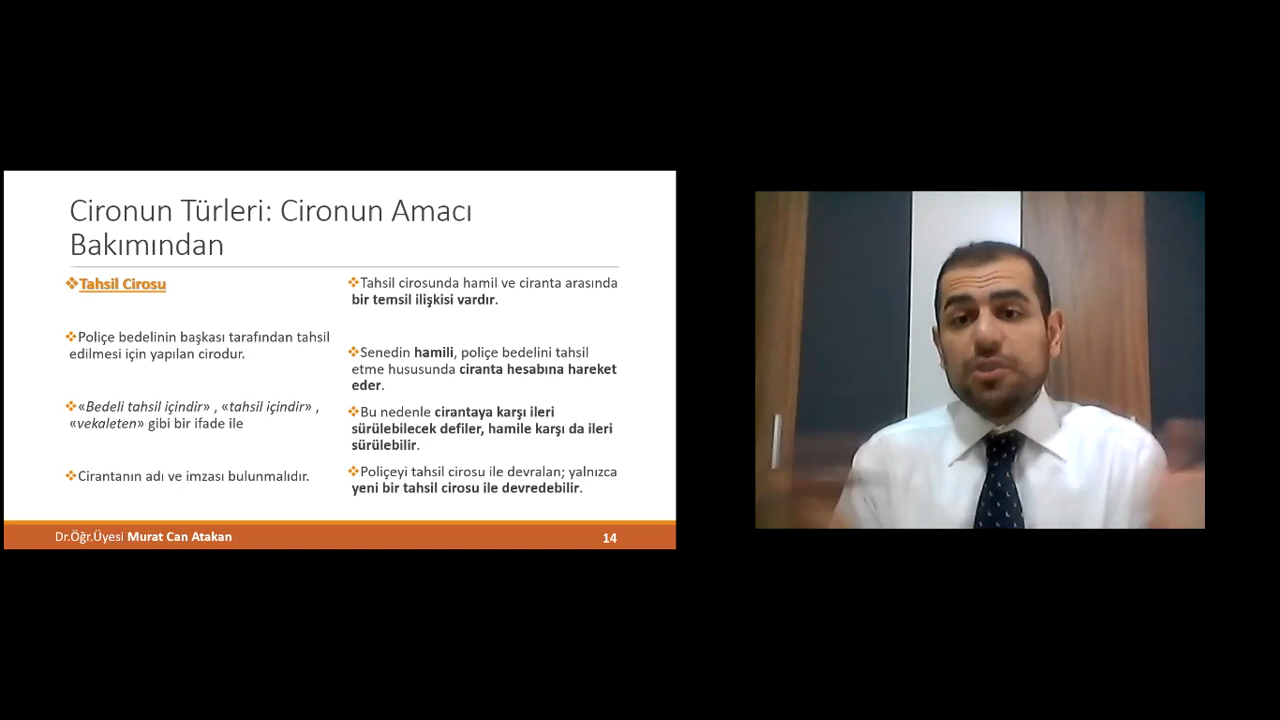 Cironun Türleri: Cironun Amacı
Bakımından
❖Tahsil Cirosu
❖Poliçe bedelinin başkası tarafından tahsil
edilmesi için yapılan cirodur.
❖«Bedeli tahsil içindir» , «tahsil içindir» ,
«vekaleten» gibi bir ifade ile
❖Cirantanın adı ve imzası bulunmalıdır.
❖Tahsil cirosunda hamil ve ciranta arasında
bir temsil ilişkisi vardır.
❖Senedin hamili, poliçe bedelini tahsil
etme hususunda ciranta hesabına hareket
eder.
❖Bu nedenle cirantaya karşı ileri
sürülebilecek defiler, hamile karşı da ileri
sürülebilir.
❖Poliçeyi tahsil cirosu ile devralan; yalnızca
yeni bir tahsil cirosu ile devredebilir.
Dr.Öğr.Üyesi Murat Can Atakan
14